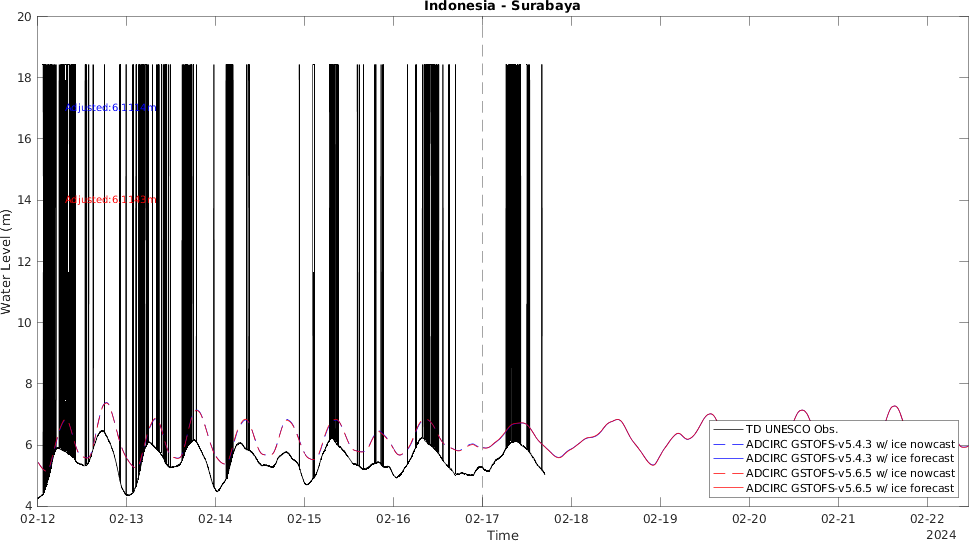 Indonesia - Surabaya
20
18
16
14
12
10
8
6
4
Water Level (m)
TD UNESCO Obs.
ADCIRC GSTOFS-v5.4.3 w/ ice nowcast
ADCIRC GSTOFS-v5.4.3 w/ ice forecast
ADCIRC GSTOFS-v5.6.5 w/ ice nowcast
ADCIRC GSTOFS-v5.6.5 w/ ice forecast
02-12 02-13 02-14 02-15 02-16 02-17 02-18 02-19 02-20 02-21 02-22
Time
2024